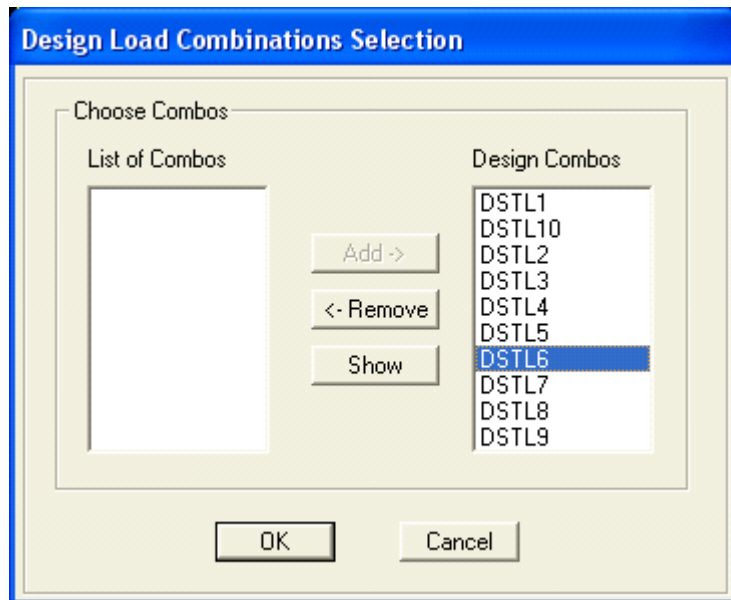 Design Load Combinations Selection
Choose Combos
List of Combos
Design Combos
Add ->
<- Remove
Show
DSTL1
DSTL10
DSTL2
DSTL3
DSTL4
DSTL5
DSTL6
DSTL7
DSTL8
DSTL9
OK
Cancel